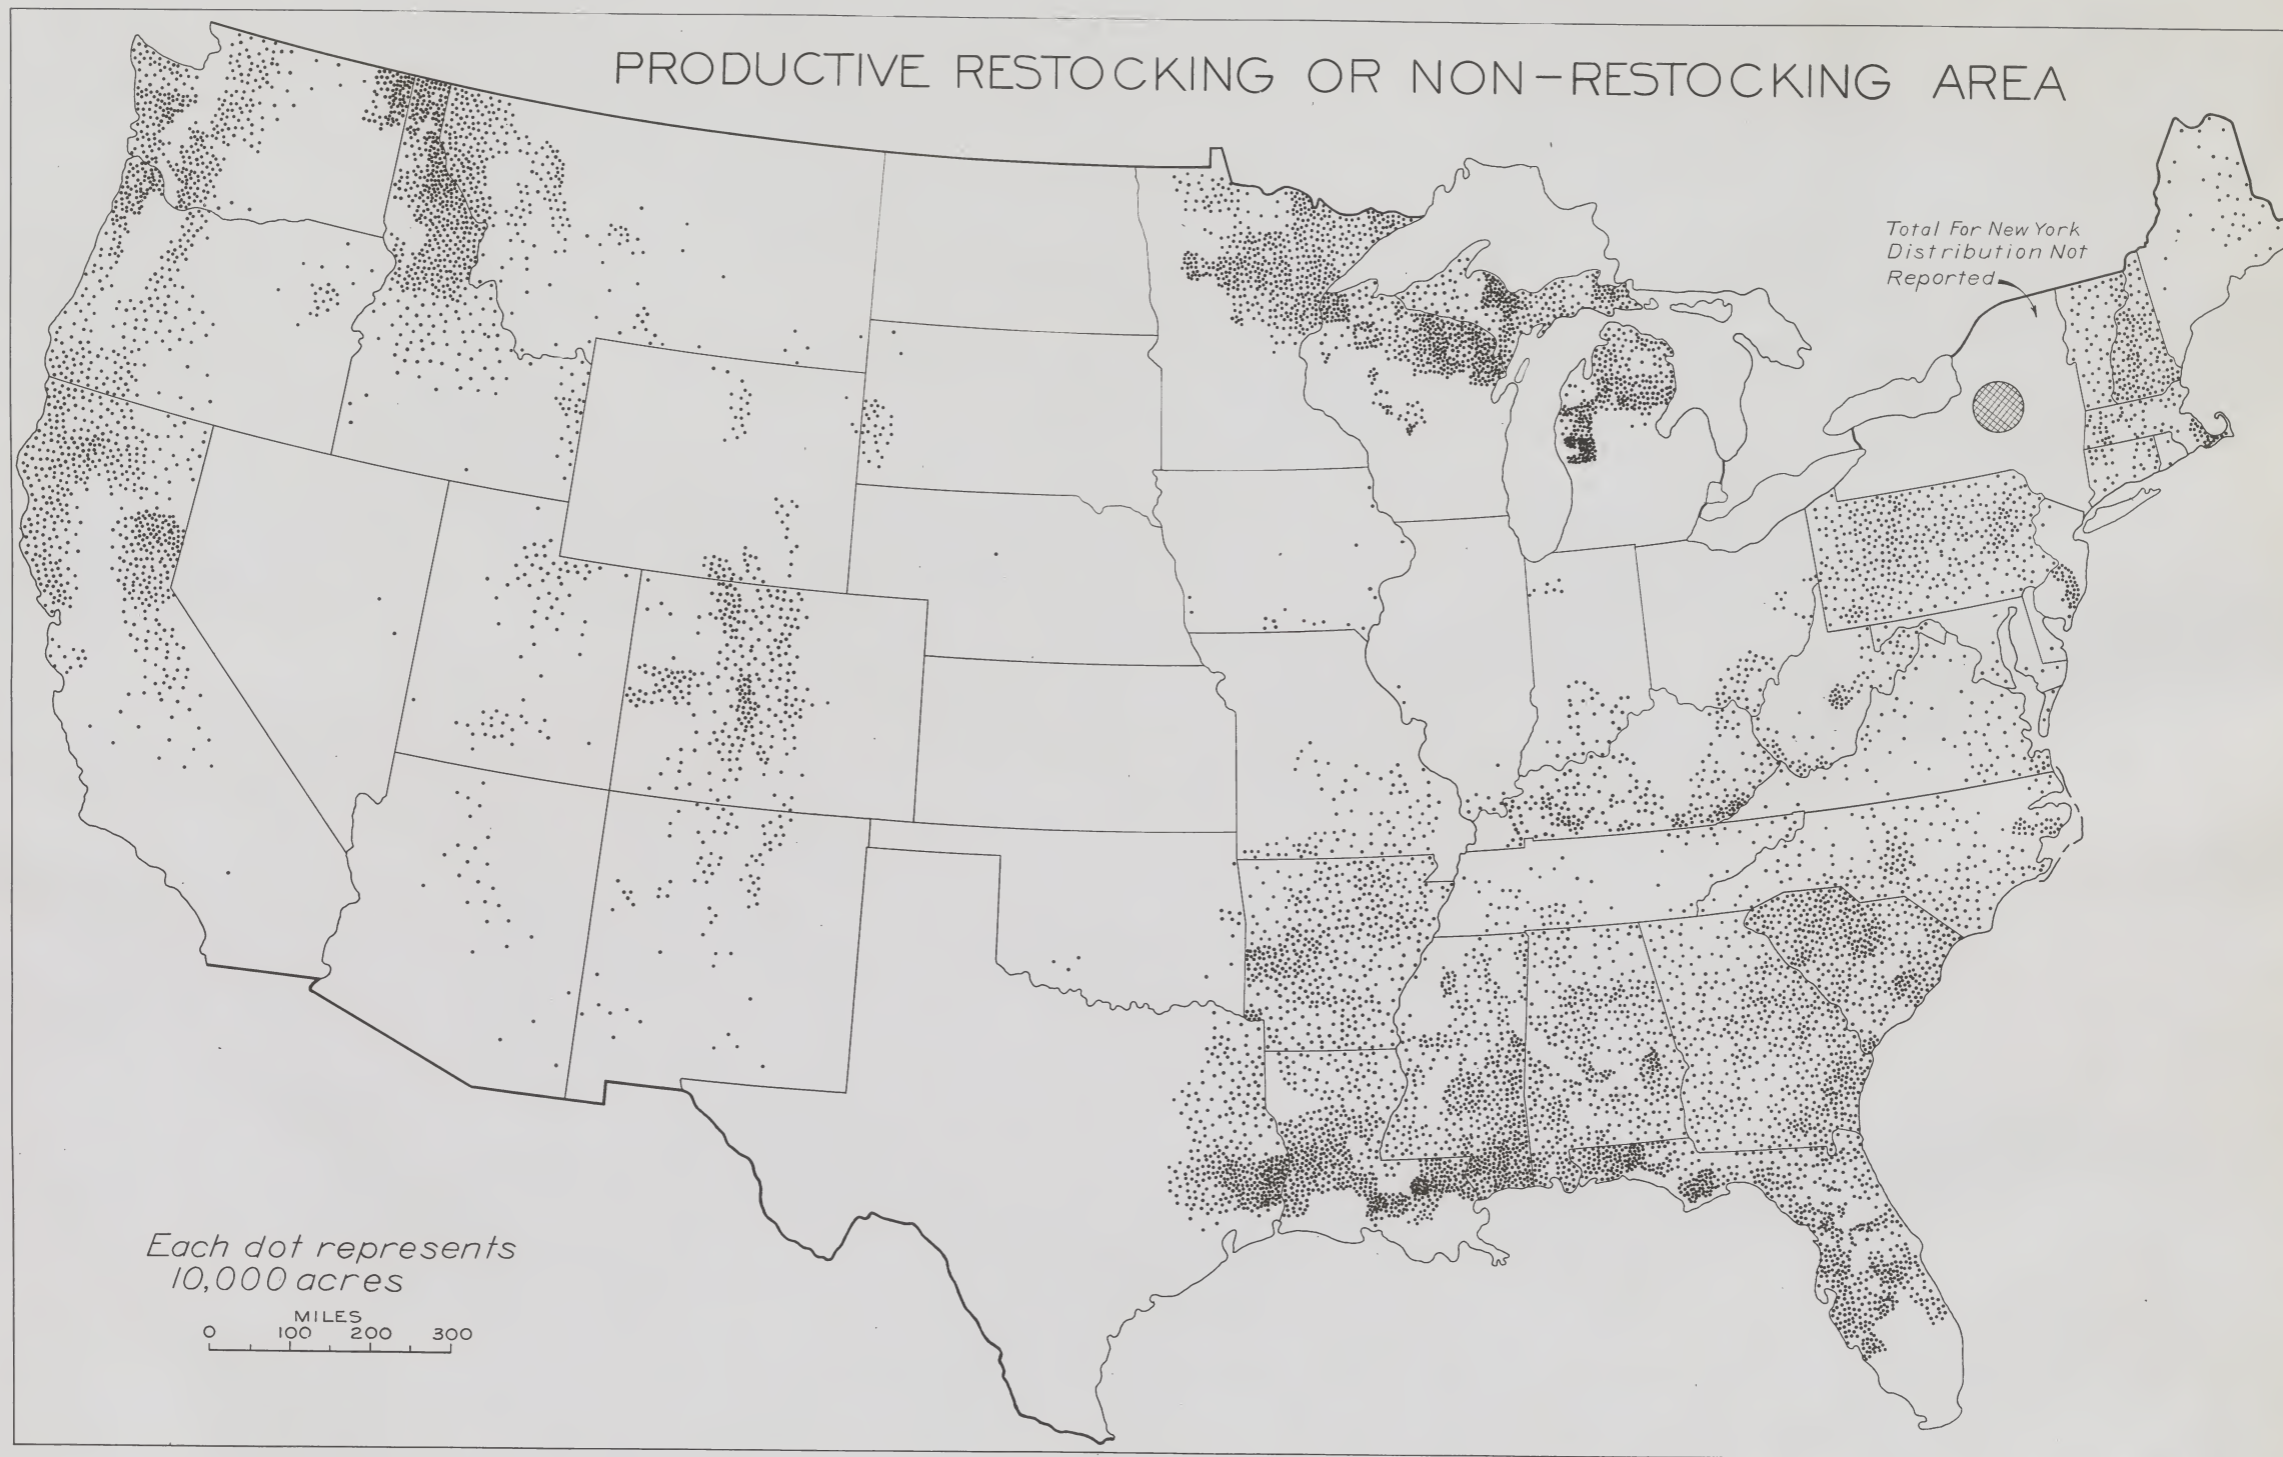 PRODUCTIVE RESTOCKING OR NON-RESTOCKING AREA
Total For New York
Distribution Not
Reported
Each dot represents
10,000 acres
MILES
0 100 200 300